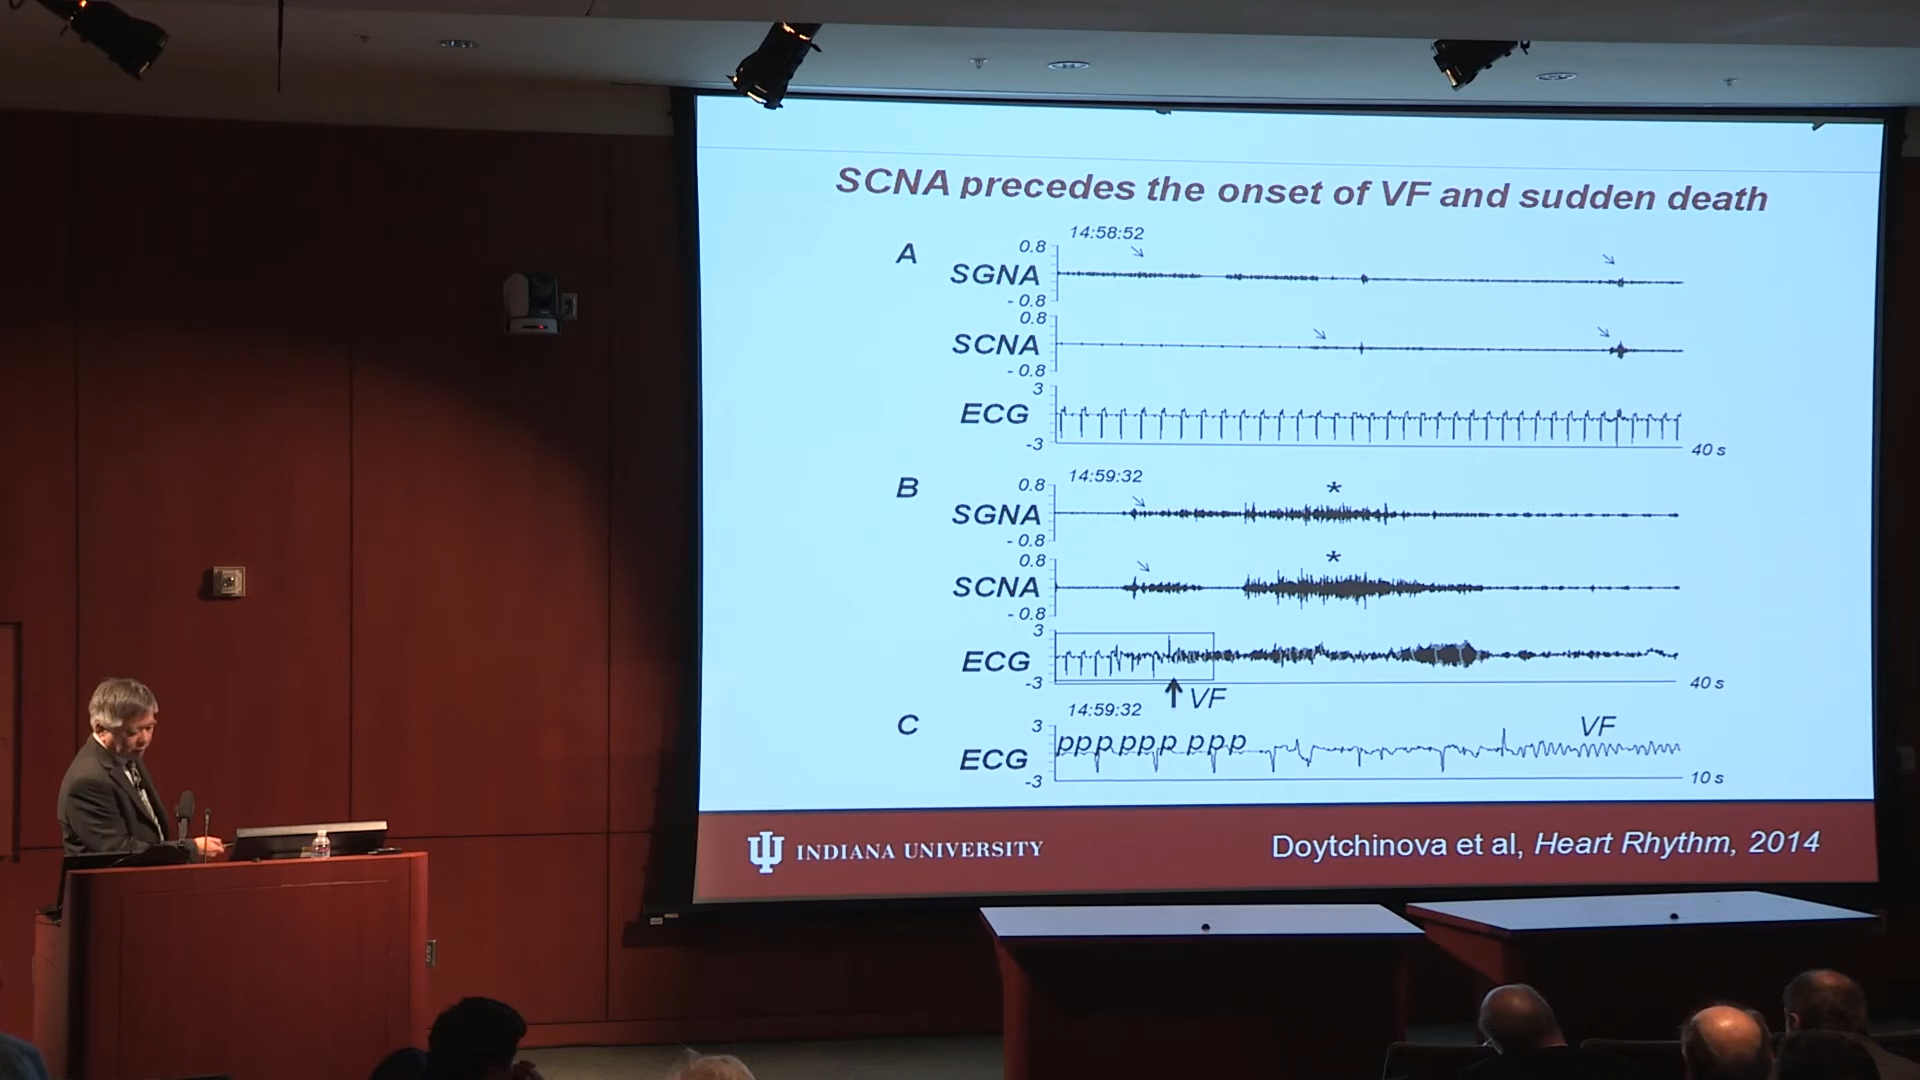 SCNA precedes the onset of VF and sudden death
A
14:58:52
0.8
SGNA
- 0.8
0.8
SCNA
- 0.8
3
ECG
-3
40 s
B
14:59:32
0.8
*
SGNA
- 0.8
0.8
*
SCNA
- 0.8
3
ECG
-3
40 s
VF
C
14:59:32
3
ppp ppp ppp
VF
ECG
-3
10 s
INDIANA UNIVERSITY
Doytchinova et al, Heart Rhythm, 2014